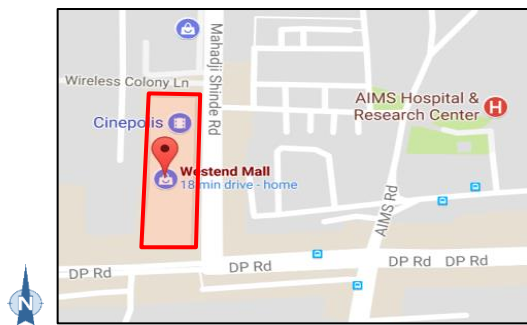 Mahadji Shinde Rd
Wireless Colony Ln
Cinepolis
AIMS Hospital &
Research Center
H
Westend Mall
18 min drive - home
AIMS Rd
DP Rd
DP Rd
DP Rd
DP Rd
N